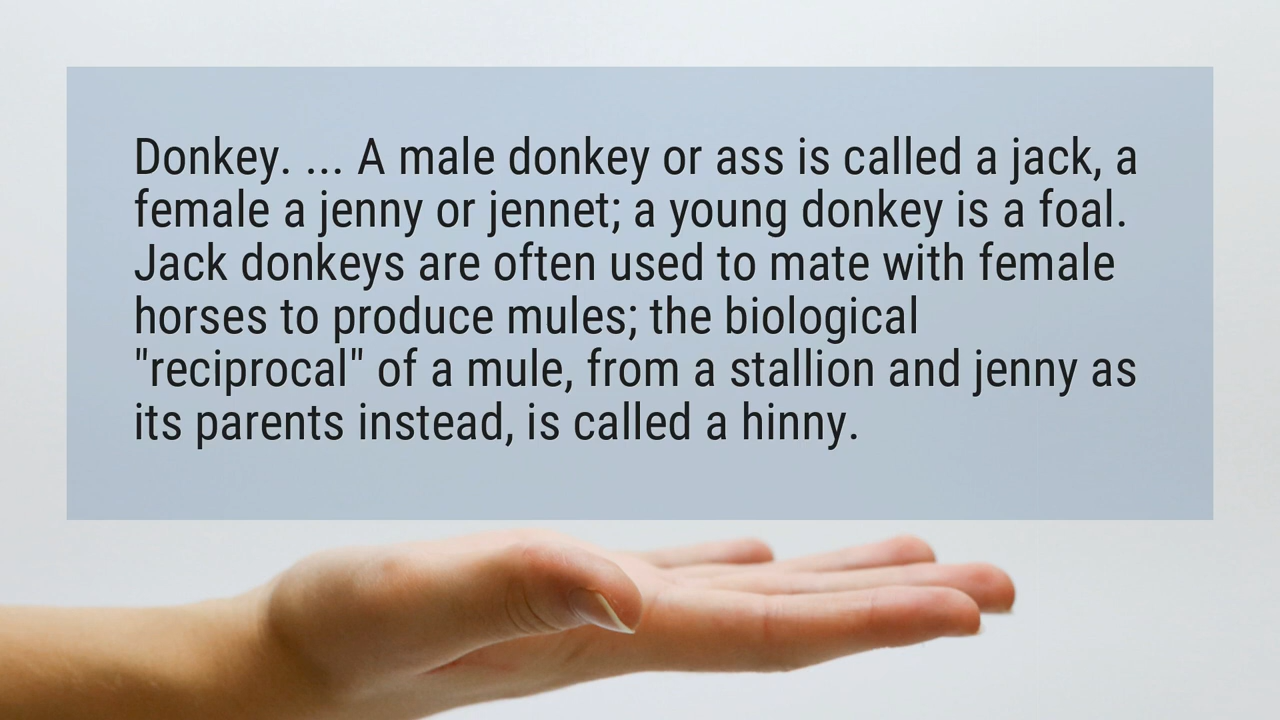 Donkey. ... A male donkey or ass is called a jack, a
female a jenny or jennet; a young donkey is a foal.
Jack donkeys are often used to mate with female
horses to produce mules; the biological
"reciprocal" of a mule, from a stallion and jenny as
its parents instead, is called a hinny.